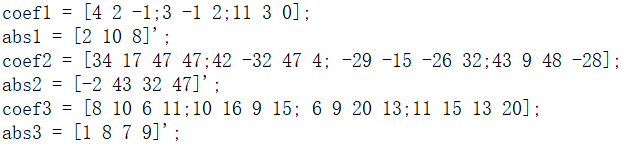 coef1 = [4 2 -1;3 -1 2;11 3 0];
abs1 = [2 10 8]';
coef2 = [34 17 47 47;42 -32 47 4; -29 -15 -26 32;43 9 48 -28];
abs2 = [-2 43 32 47]';
coef3 = [8 10 6 11;10 16 9 15; 6 9 20 13;11 15 13 20];
abs3 = [1 8 7 9]';